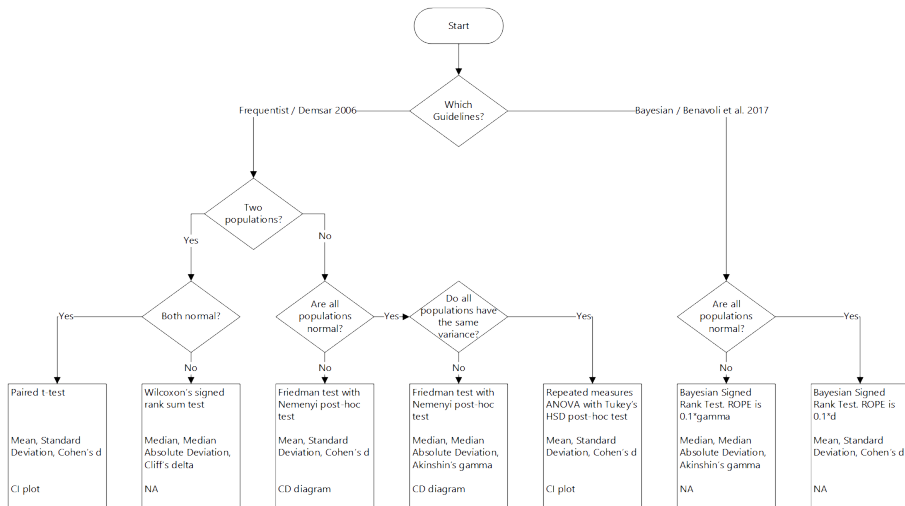 Start
Which
Guidelines?
Frequentist / Demsar 2006
Bayesian / Benavoli et al. 2017
Two
populations?
Yes
No
Both normal?
Yes
No
Are all
populations
normal?
Yes
No
Do all
populations have
the same
variance?
Yes
No
Are all
populations
normal?
Yes
No
Paired t-test
Mean, Standard
Deviation, Cohen´s d
CI plot
Wilcoxon´s signed
rank sum test
Median, Median
Absolute Deviation,
Cliff´s delta
NA
Friedman test with
Nemenyi post-hoc
test
Mean, Standard
Deviation, Cohen´s d
CD diagram
Friedman test with
Nemenyi post-hoc
test
Median, Median
Absolute Deviation,
Akinshin´s gamma
CD diagram
Repeated measures
ANOVA with Tukey´s
HSD post-hoc test
Mean, Standard
Deviation, Cohen´s d
CI plot
Bayesian Signed
Rank Test. ROPE is
0.1*gamma
Median, Median
Absolute Deviation,
Akinshin´s gamma
NA
Bayesian Signed
Rank Test. ROPE is
0.1*d
Mean, Standard
Deviation, Cohen´s d
NA